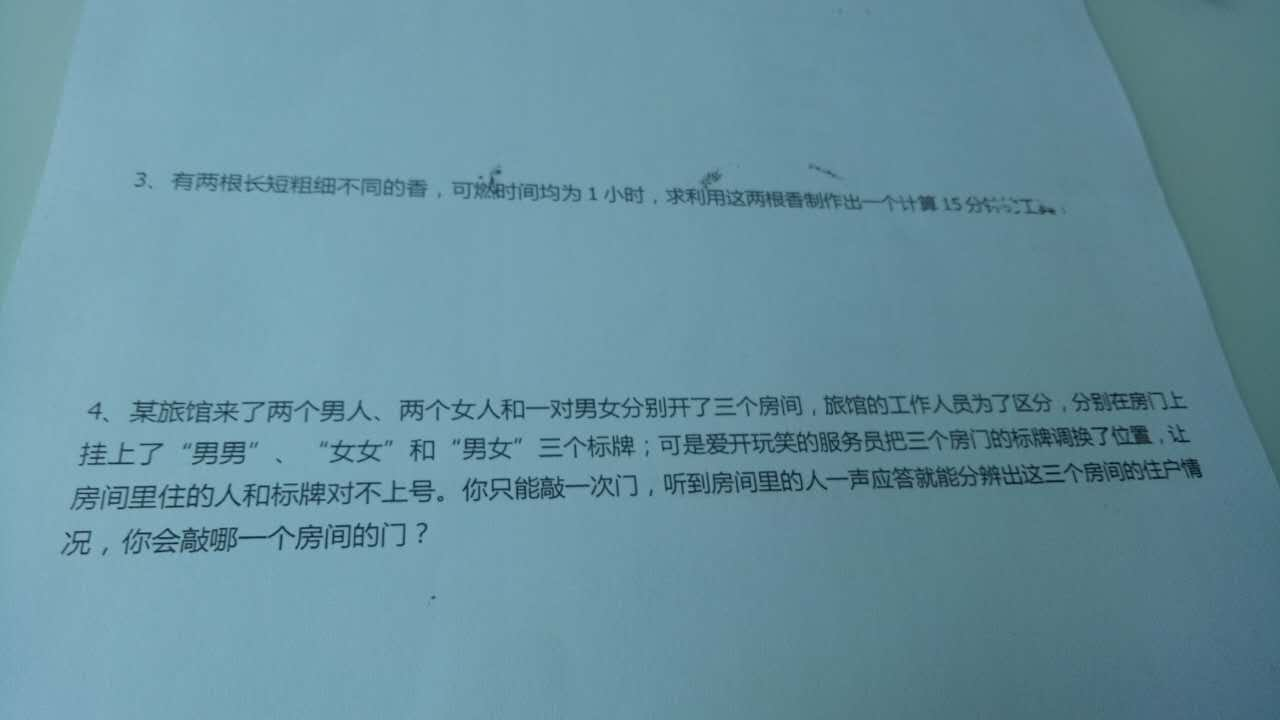 3、有两根长短粗细不同的香，可燃时间均为1小时，求利用这两根香制作出一个计算15分
4、某旅馆来了两个男人、两个女人和一对男女分别开了三个房间，旅馆的工作人员为了区分，分别在房门上
挂上了“男男”、“女女”和“男女”三个标牌；可是爱开玩笑的服务员把三个房门的标牌调换了位置，让
房间里住的人和标牌对不上号。你只能敲一次门，听到房间里的人一声应答就能分辨出这三个房间的住户情
况，你会敲哪一个房间的门？